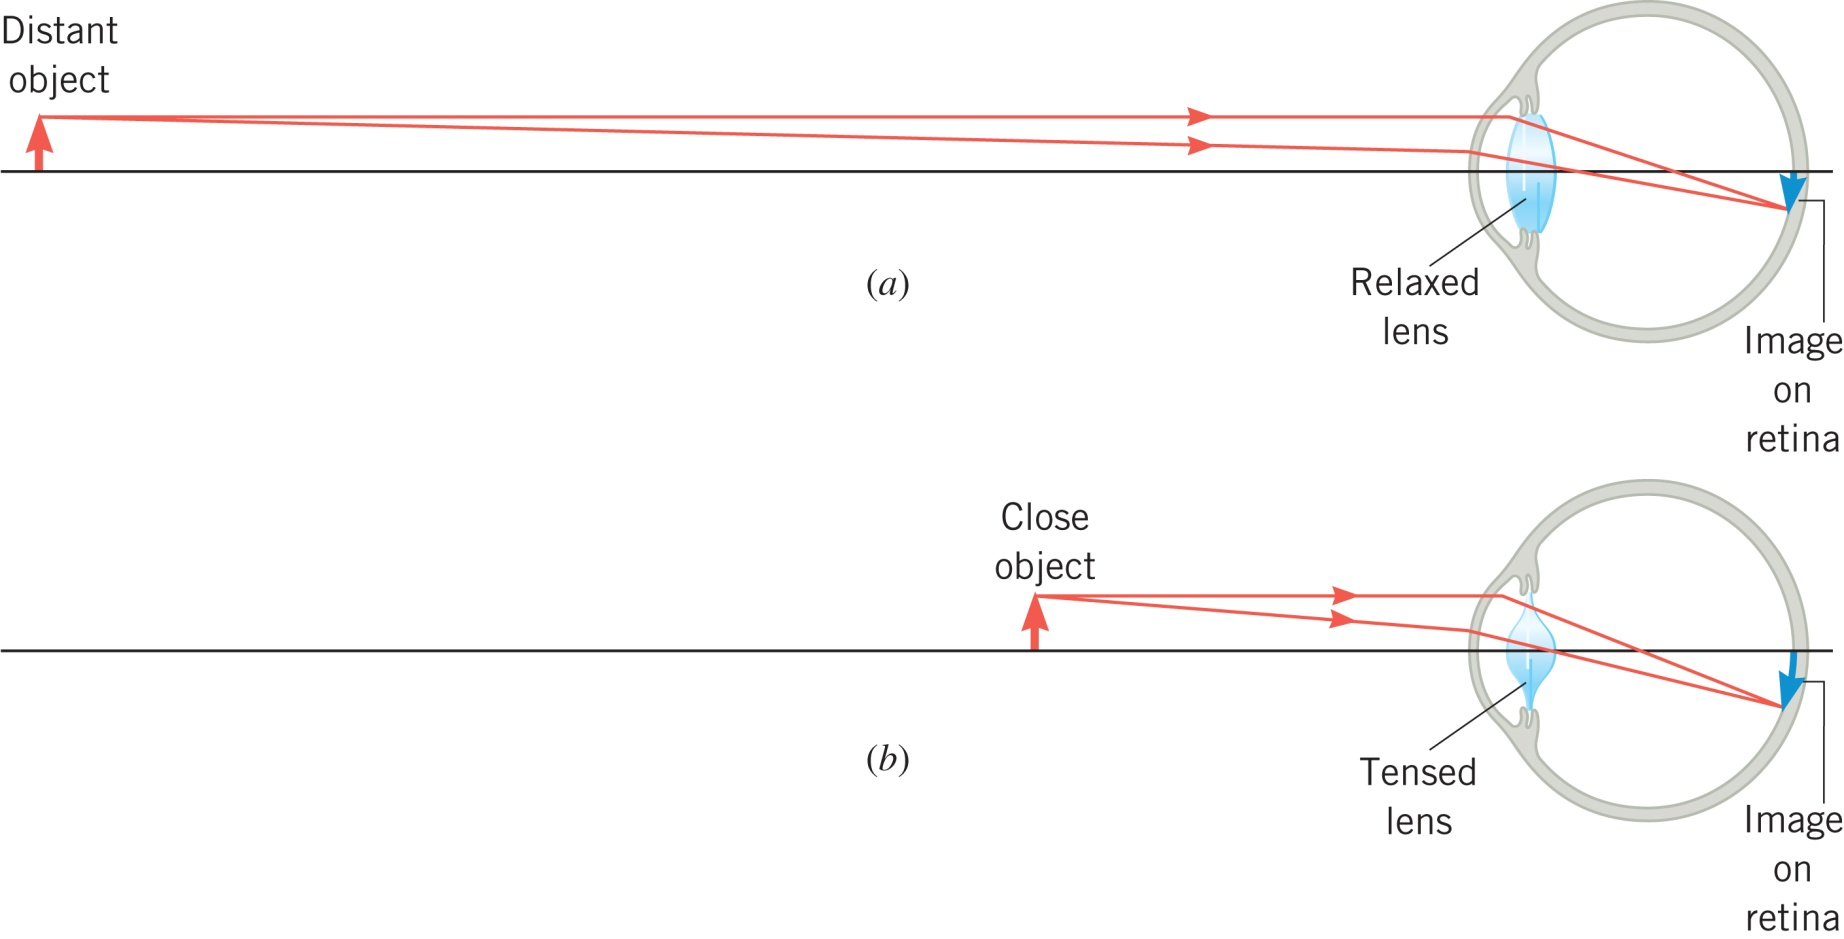 Distant
object
Relaxed
lens
(a)
Image
on
retina
Close
object
Tensed
lens
(b)
Image
on
retina